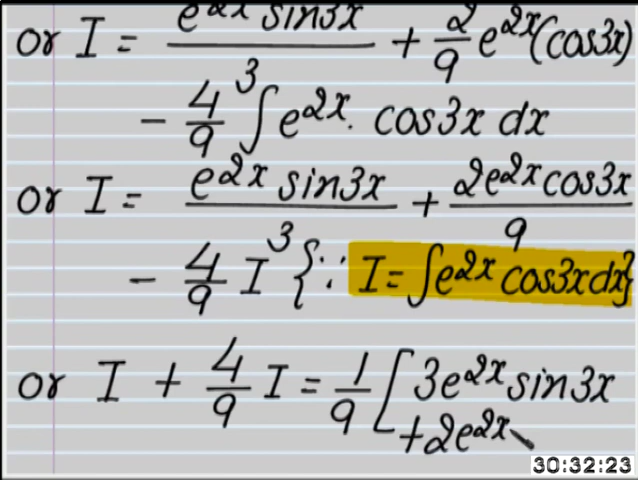 or I = e^2x sin3x / 3 + 2/9 e^2x (cos3x)
- 4/9 ∫ e^2x . cos3x dx
or I = e^2x sin3x / 3 + 2e^2x cos3x / 9
- 4/9 I {∵ I = ∫e^2x cos3x dx}
or I + 4/9 I = 1/9 [3e^2x sin3x
+2e^2x
30:32:23